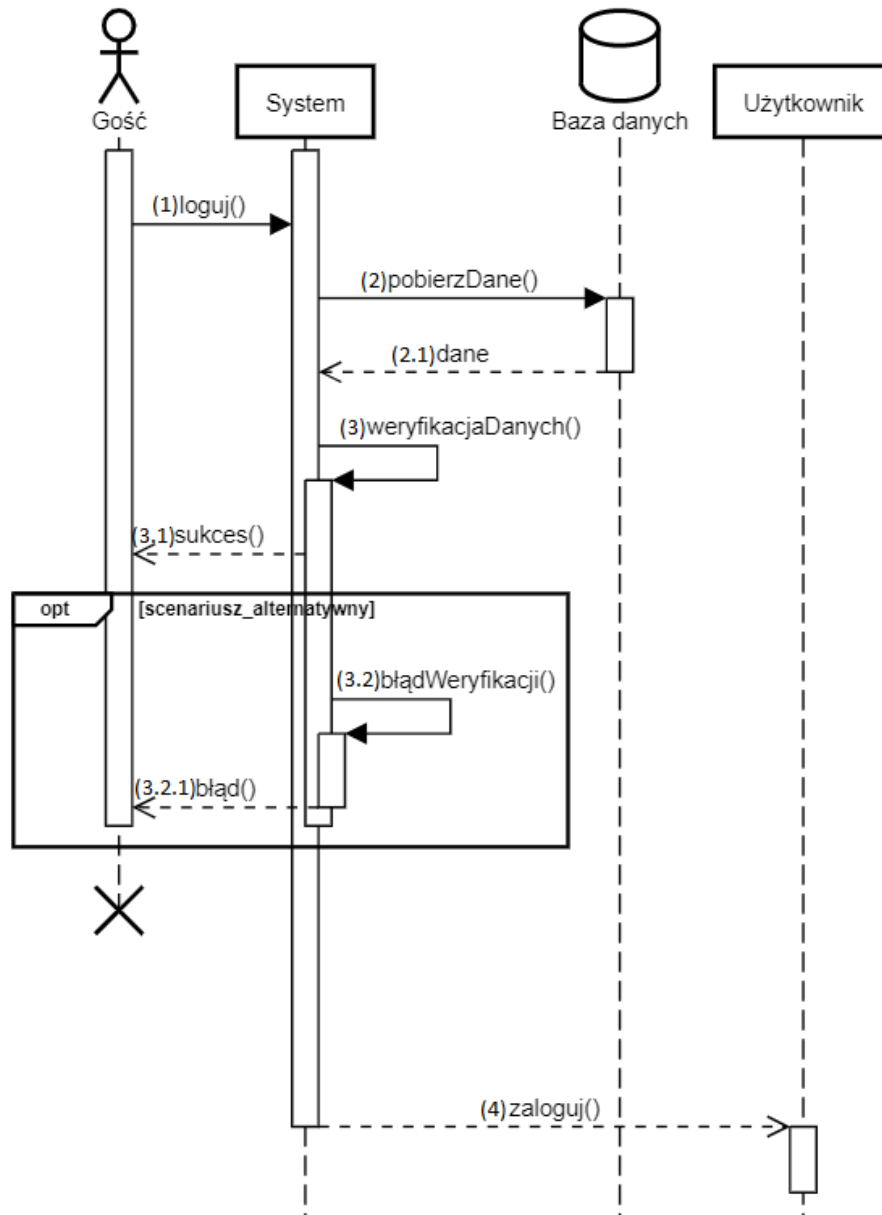 Gość
System
Baza danych
Użytkownik
(1)loguj()
(2)pobierzDane()
(2.1)dane
(3)weryfikacjaDanych()
(3.1)sukces()
opt
[scenariusz_alternatywny]
(3.2)błądWeryfikacji()
(3.2.1)błąd()
(4)zaloguj()